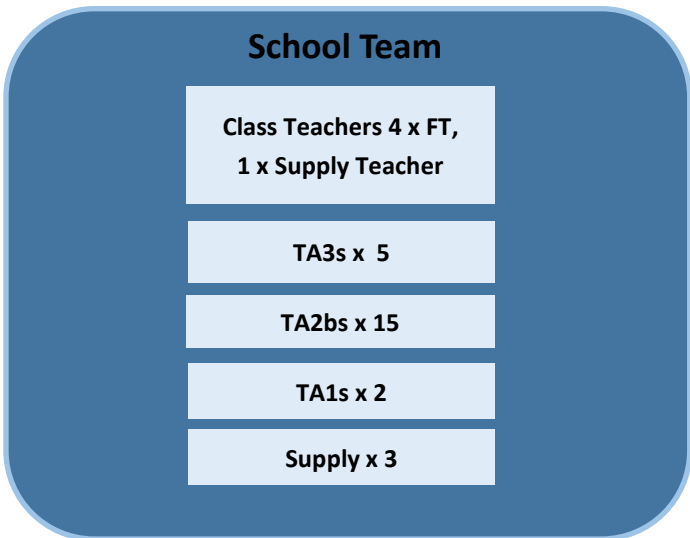 School Team
Class Teachers 4 x FT,
1 x Supply Teacher
TA3s x  5
TA2bs x 15
TA1s x 2
Supply x 3